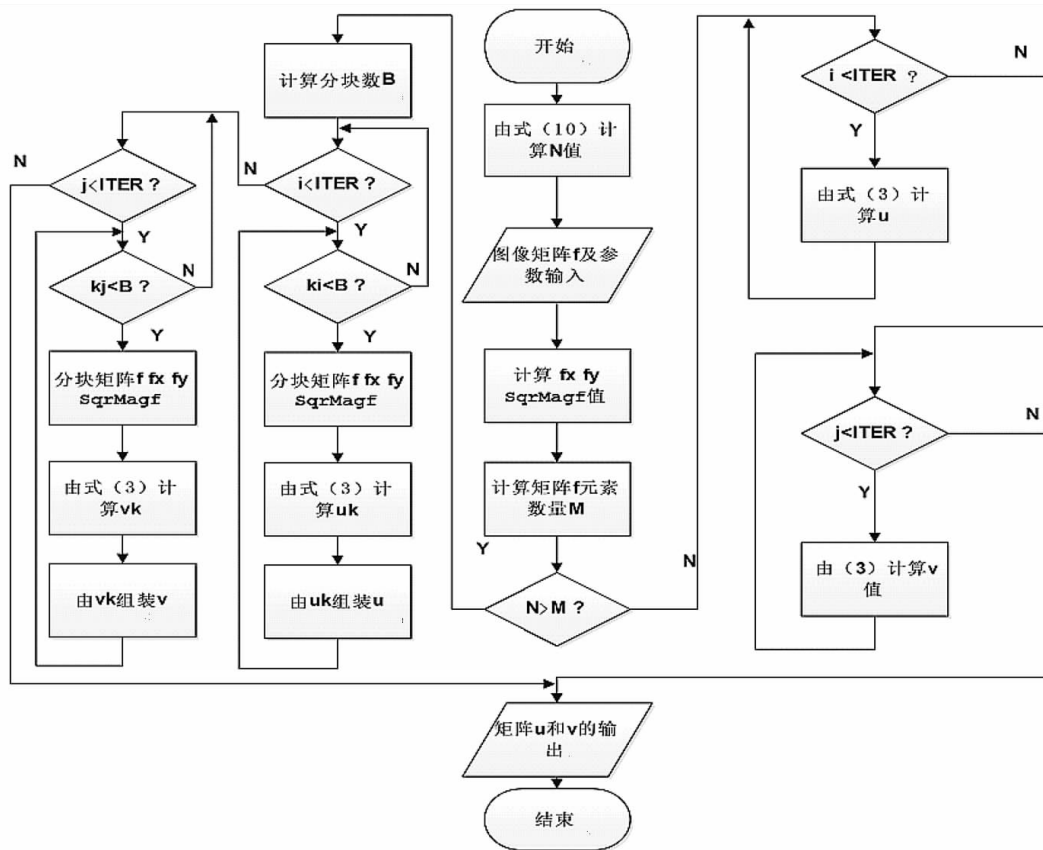 开始
由式（10）计
算N值
图像矩阵f及参
数输入
计算 fx fy
SqrMagf值
计算矩阵f元素
数量M
Y
N>M ?
N
计算分块数B
i<ITER ?
N
Y
ki<B ?
N
Y
分块矩阵f fx fy
SqrMagf
由式（3）计
算uk
由uk组装u
j<ITER ?
N
Y
kj<B ?
N
Y
分块矩阵f fx fy
SqrMagf
由式（3）计
算vk
由vk组装v
i <ITER ?
N
Y
由式（3）计
算u
j<ITER ?
N
Y
由（3）计算v
值
矩阵u和v的输
出
结束